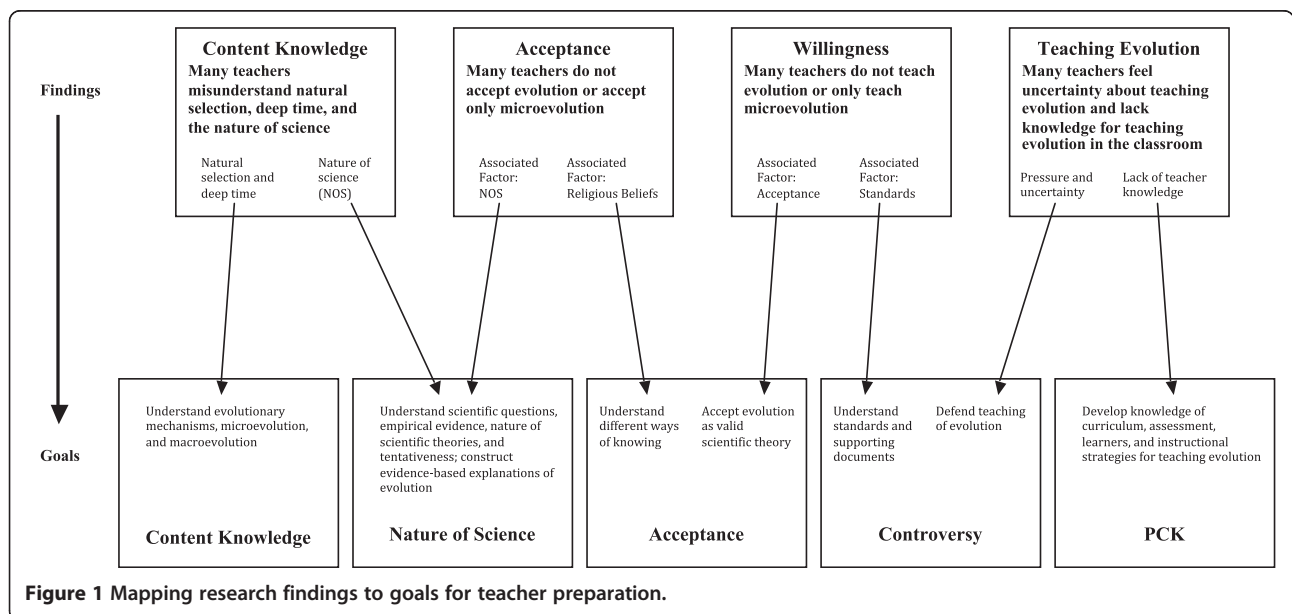 Findings
Content Knowledge
Many teachers
misunderstand natural
selection, deep time, and
the nature of science
Natural
selection and
deep time
Nature of
science
(NOS)
Acceptance
Many teachers do not
accept evolution or accept
only microevolution
Associated
Factor:
NOS
Associated
Factor:
Religious Beliefs
Willingness
Many teachers do not teach
evolution or only teach
microevolution
Associated
Factor:
Acceptance
Associated
Factor:
Standards
Teaching Evolution
Many teachers feel
uncertainty about teaching
evolution and lack
knowledge for teaching
evolution in the classroom
Pressure and
uncertainty
Lack of teacher
knowledge
Goals
Understand evolutionary
mechanisms, microevolution,
and macroevolution
Content Knowledge
Understand scientific questions,
empirical evidence, nature of
scientific theories, and
tentativeness; construct
evidence-based explanations of
evolution
Nature of Science
Understand
different ways
of knowing
Accept evolution
as valid
scientific theory
Acceptance
Understand
standards and
supporting
documents
Defend teaching
of evolution
Controversy
Develop knowledge of
curriculum, assessment,
learners, and instructional
strategies for teaching evolution
PCK
Figure 1 Mapping research findings to goals for teacher preparation.